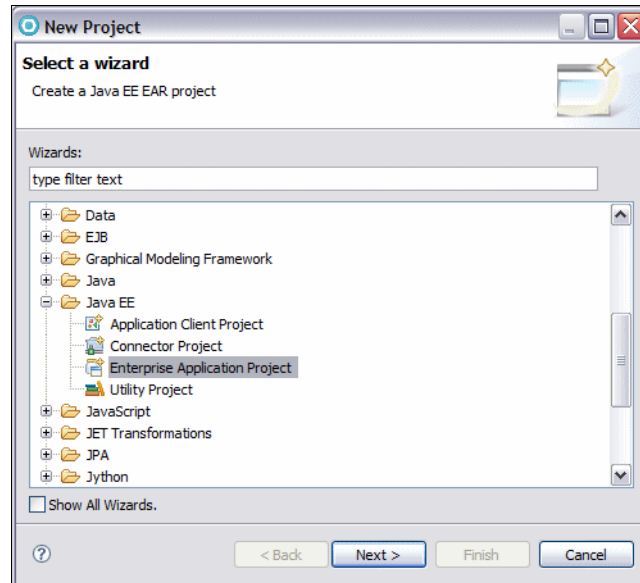 New Project
Select a wizard
Create a Java EE EAR project
Wizards:
type filter text
Data
EJB
Graphical Modeling Framework
Java
Java EE
Application Client Project
Connector Project
Enterprise Application Project
Utility Project
JavaScript
JET Transformations
JPA
Jython
Show All Wizards.
?
< Back
Next >
Finish
Cancel